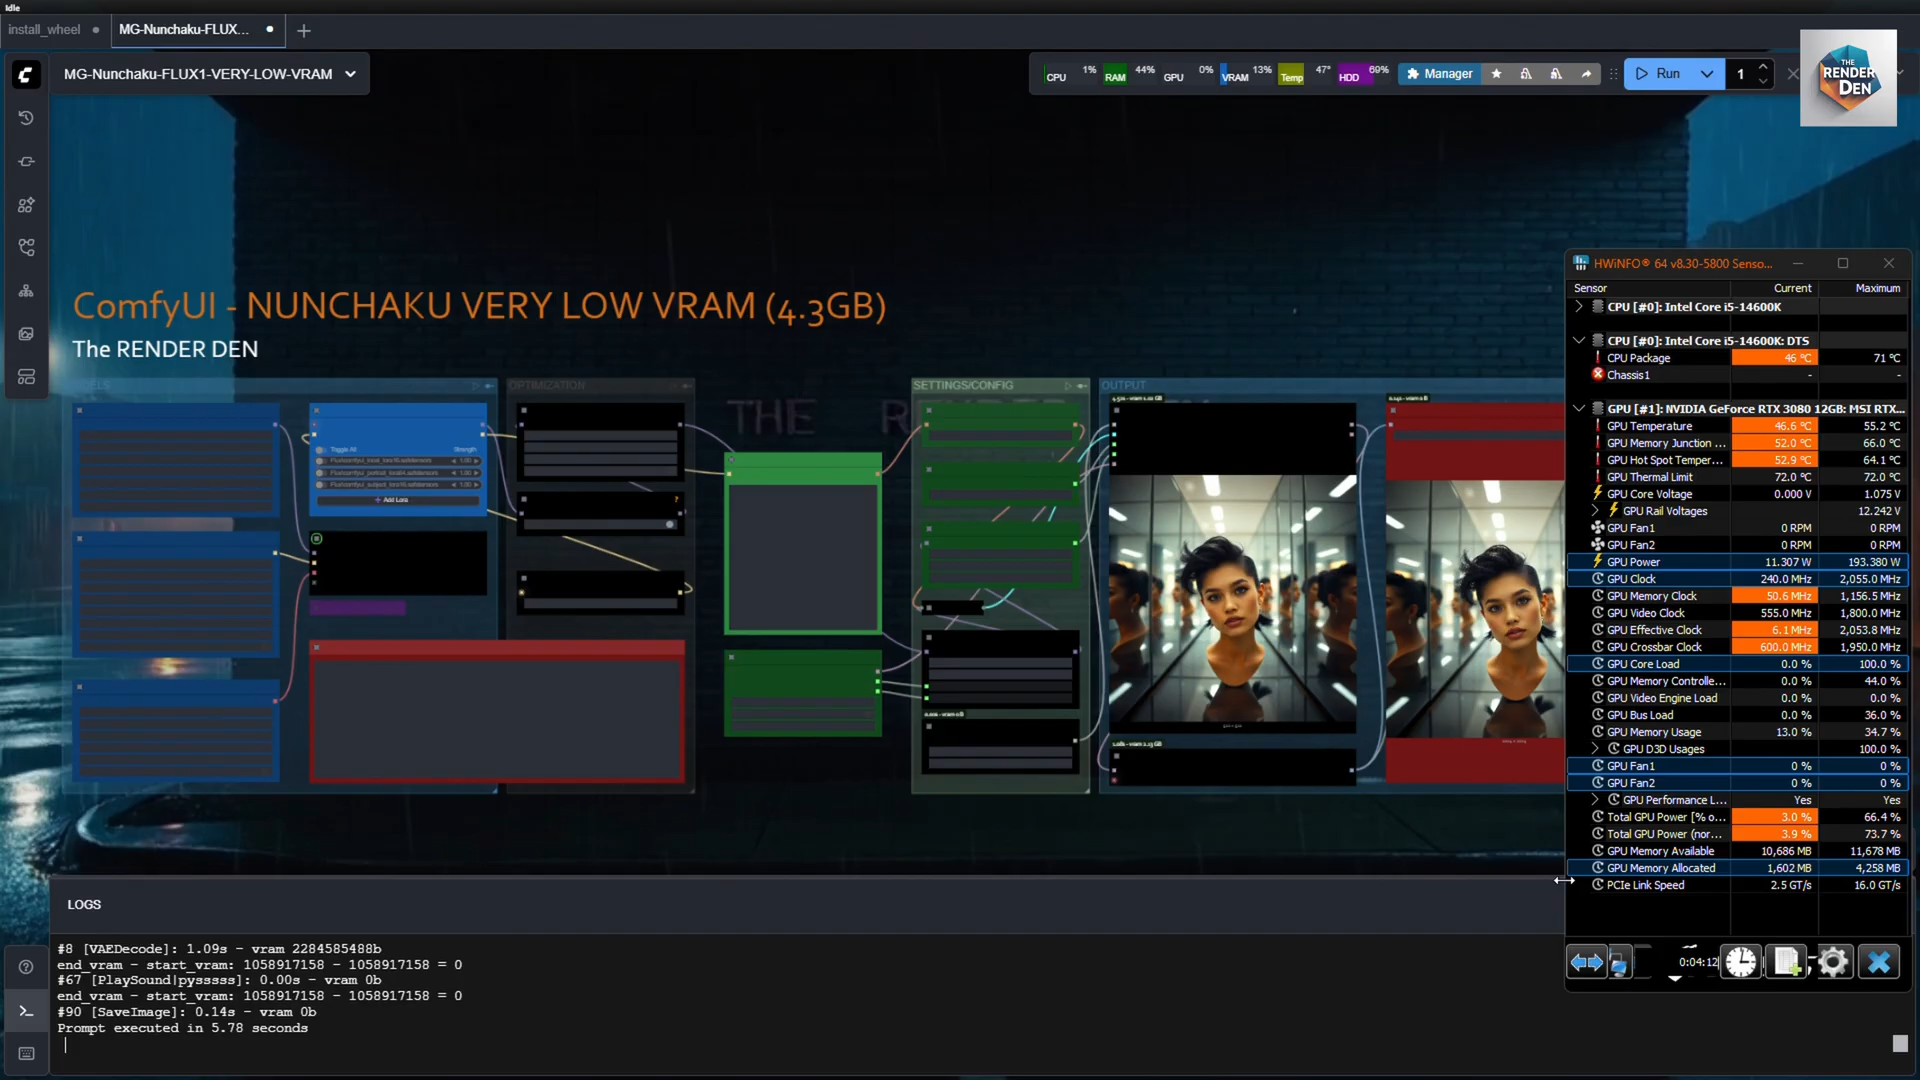 Idle
install_wheel
MG-Nunchaku-FLUX...
MG-Nunchaku-FLUX1-VERY-LOW-VRAM
CPU 1% RAM 44% GPU 0% VRAM 13% Temp 47° HDD 69%
Manager
Run
1
THE RENDER DEN
ComfyUI - NUNCHAKU VERY LOW VRAM (4.3GB)
The RENDER DEN
OPTIMIZATION
SETTINGS/CONFIG
OUTPUT
Toggle All Strength
1.00
1.00
1.00
+ Add Lora
THE
HWiNFO® 64 v8.30-5800 Senso...
Sensor Current Maximum
CPU [#0]: Intel Core i5-14600K
CPU [#0]: Intel Core i5-14600K: DTS
CPU Package 46 °C 71 °C
Chassis1 - -
GPU [#1]: NVIDIA GeForce RTX 3080 12GB: MSI RTX...
GPU Temperature 46.6 °C 55.2 °C
GPU Memory Junction ... 52.0 °C 66.0 °C
GPU Hot Spot Temper... 52.9 °C 64.1 °C
GPU Thermal Limit 72.0 °C 72.0 °C
GPU Core Voltage 0.000 V 1.075 V
GPU Rail Voltages 12.242 V
GPU Fan1 0 RPM 0 RPM
GPU Fan2 0 RPM 0 RPM
GPU Power 11.307 W 193.380 W
GPU Clock 240.0 MHz 2,055.0 MHz
GPU Memory Clock 50.6 MHz 1,156.5 MHz
GPU Video Clock 555.0 MHz 1,800.0 MHz
GPU Effective Clock 6.1 MHz 2,053.8 MHz
GPU Crossbar Clock 600.0 MHz 1,950.0 MHz
GPU Core Load 0.0 % 100.0 %
GPU Memory Controlle... 0.0 % 44.0 %
GPU Video Engine Load 0.0 % 0.0 %
GPU Bus Load 0.0 % 36.0 %
GPU Memory Usage 13.0 % 34.7 %
GPU D3D Usages 100.0 %
GPU Fan1 0 % 0 %
GPU Fan2 0 % 0 %
GPU Performance L... Yes Yes
Total GPU Power [% o... 3.0 % 66.4 %
Total GPU Power (nor... 3.9 % 73.7 %
GPU Memory Available 10,686 MB 11,678 MB
GPU Memory Allocated 1,602 MB 4,258 MB
PCIe Link Speed 2.5 GT/s 16.0 GT/s
0:04:12
LOGS
#8 [VAEDecode]: 1.09s - vram 2284585488b
end_vram - start_vram: 1058917158 - 1058917158 = 0
#67 [PlaySound|pysssss]: 0.00s - vram 0b
end_vram - start_vram: 1058917158 - 1058917158 = 0
#90 [SaveImage]: 0.14s - vram 0b
Prompt executed in 5.78 seconds